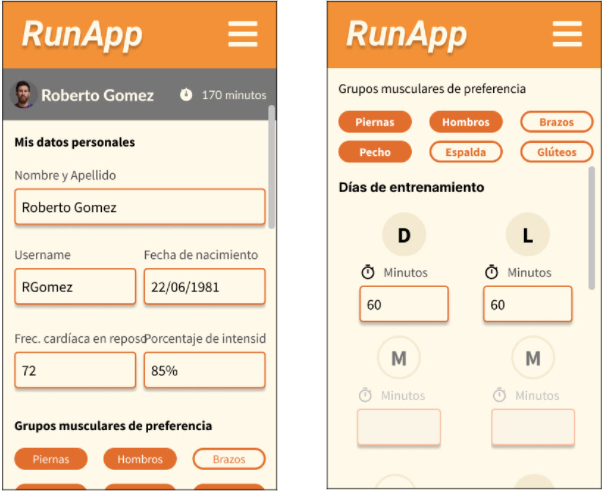 RunApp
Roberto Gomez 170 minutos
Mis datos personales
Nombre y Apellido
Roberto Gomez
Username Fecha de nacimiento
RGomez 22/06/1981
Frec. cardíaca en reposo Porcentaje de intensid
72 85%
Grupos musculares de preferencia
Piernas Hombros Brazos
RunApp
Grupos musculares de preferencia
Piernas Hombros Brazos
Pecho Espalda Glúteos
Días de entrenamiento
D L
Minutos Minutos
60 60
M M
Minutos Minutos